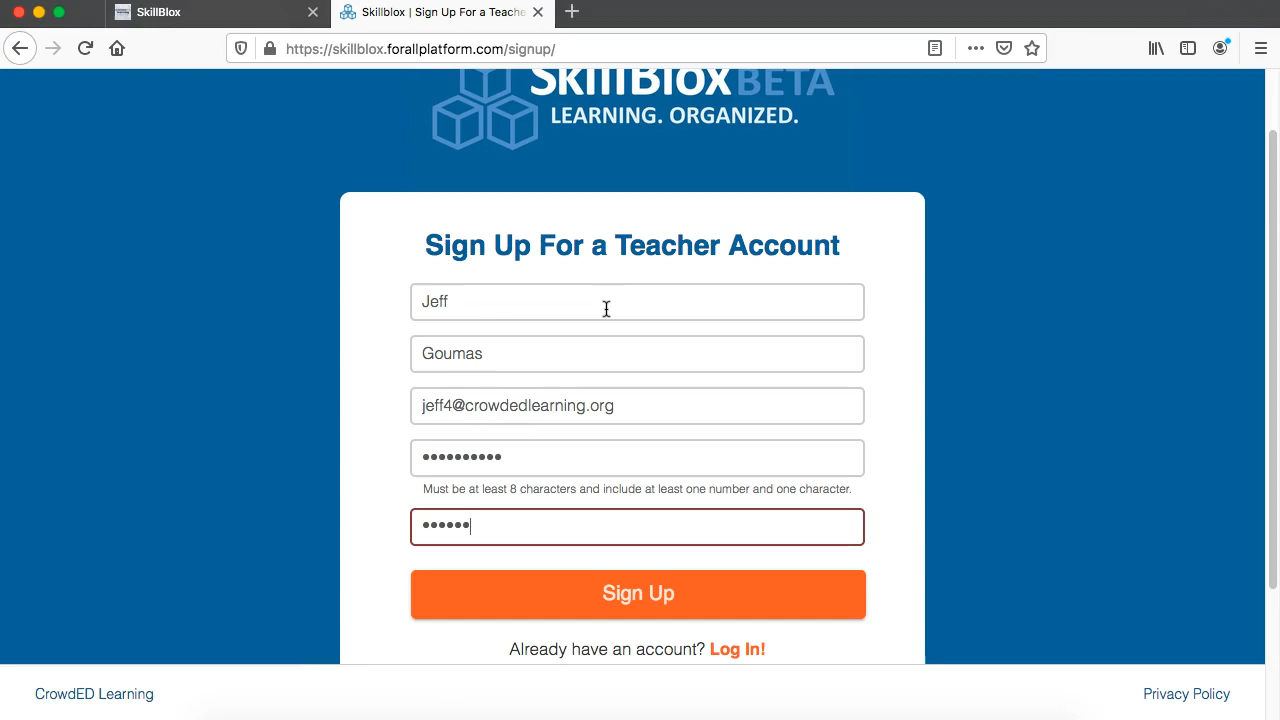 SkillBlox
Skillblox | Sign Up For a Teache
https://skillblox.forallplatform.com/signup/
SkillBlox BETA
LEARNING. ORGANIZED.
Sign Up For a Teacher Account
Jeff
Goumas
jeff4@crowdedlearning.org
••••••••••
Must be at least 8 characters and include at least one number and one character.
••••••
Sign Up
Already have an account? Log In!
CrowdED Learning
Privacy Policy